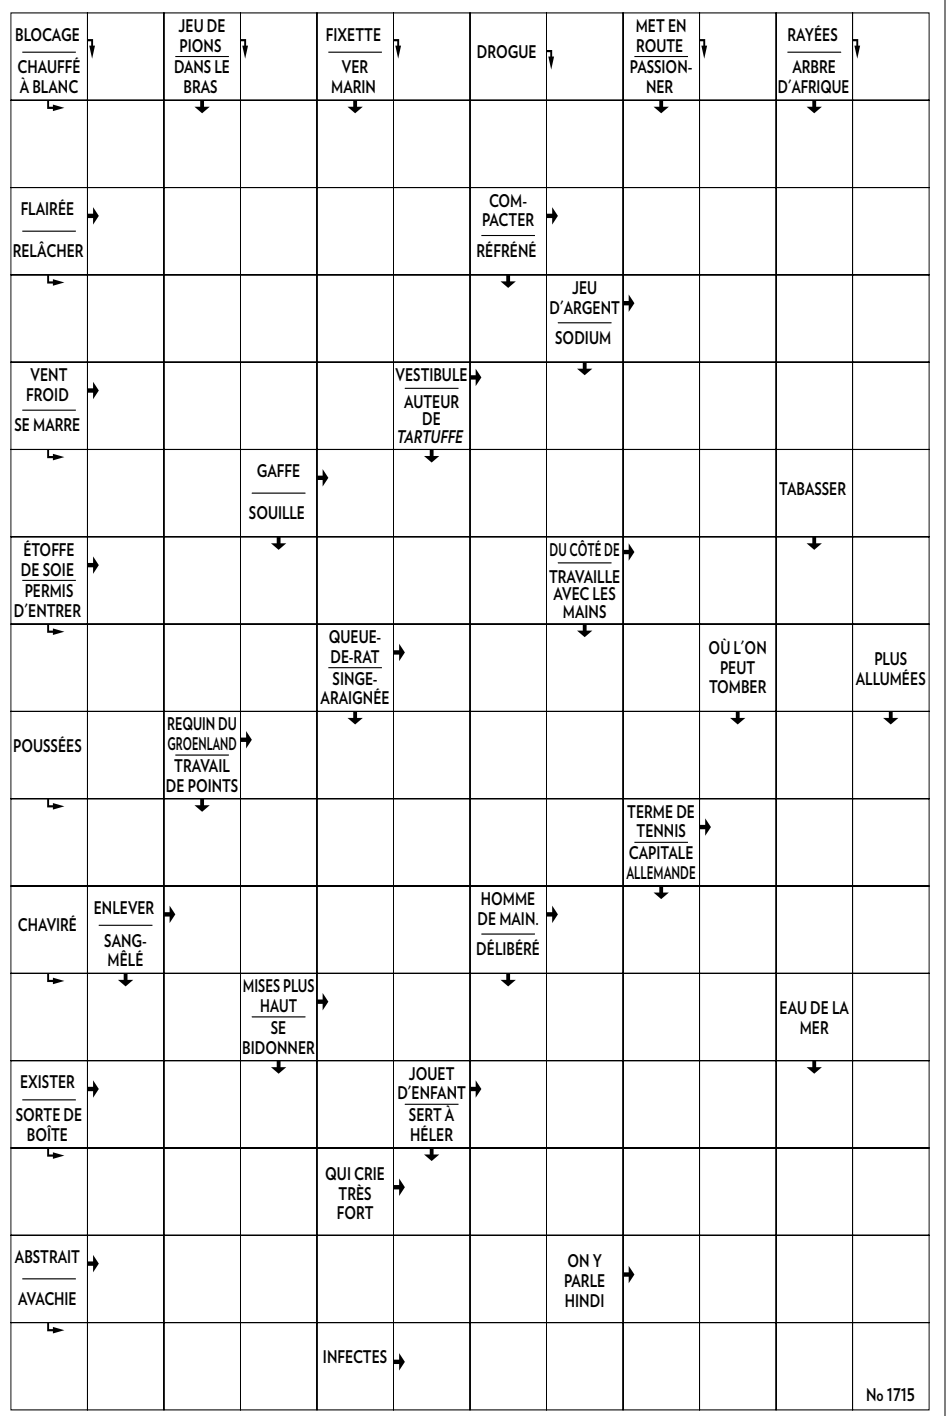 BLOCAGE
CHAUFFÉ
À BLANC
JEU DE
PIONS
DANS LE
BRAS
FIXETTE
VER
MARIN
DROGUE
MET EN
ROUTE
PASSION-
NER
RAYÉES
ARBRE
D'AFRIQUE
FLAIRÉE
RELÂCHER
COM-
PACTER
RÉFRÉNÉ
JEU
D'ARGENT
SODIUM
VENT
FROID
SE MARRE
VESTIBULE
AUTEUR
DE
TARTUFFE
GAFFE
SOUILLE
TABASSER
ÉTOFFE
DE SOIE
PERMIS
D'ENTRER
DU CÔTÉ DE
TRAVAILLE
AVEC LES
MAINS
QUEUE-
DE-RAT
SINGE-
ARAIGNÉE
OÙ L'ON
PEUT
TOMBER
PLUS
ALLUMÉES
POUSSÉES
REQUIN DU
GROENLAND
TRAVAIL
DE POINTS
TERME DE
TENNIS
CAPITALE
ALLEMANDE
CHAVIRÉ
ENLEVER
SANG-
MÊLÉ
HOMME
DE MAIN.
DÉLIBÉRÉ
MISES PLUS
HAUT
SE
BIDONNER
EAU DE LA
MER
EXISTER
SORTE DE
BOÎTE
JOUET
D'ENFANT
SERT À
HÉLER
QUI CRIE
TRÈS
FORT
ABSTRAIT
AVACHIE
ON Y
PARLE
HINDI
INFECTES
No 1715